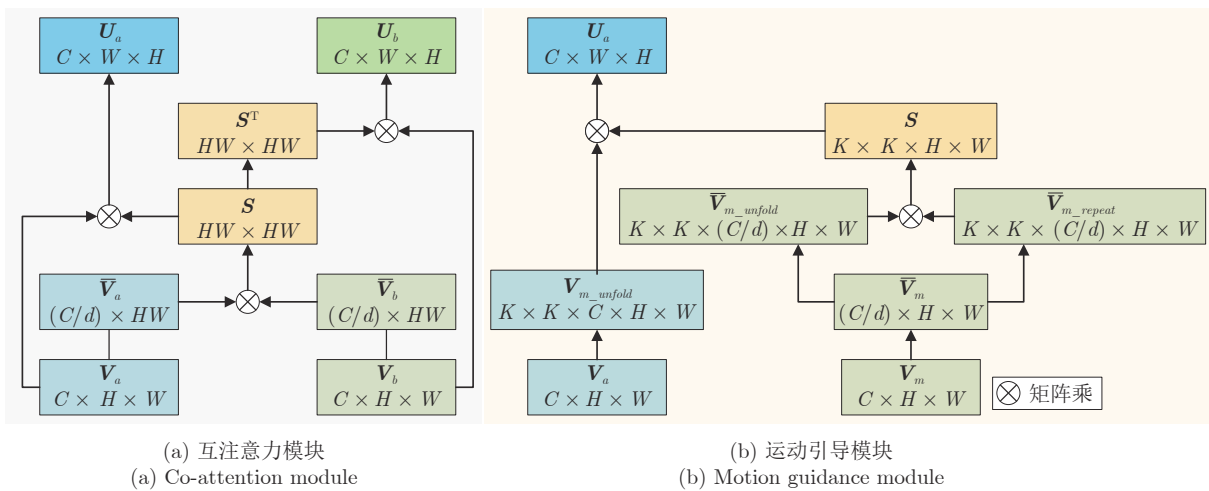 U_a
C × W × H
U_b
C × W × H
S^T
HW × HW
S
HW × HW
V̅_a
(C/d) × HW
V̅_b
(C/d) × HW
V_a
C × H × W
V_b
C × H × W
(a) 互注意力模块
(a) Co-attention module
U_a
C × W × H
S
K × K × H × W
V̅_m_unfold
K × K × (C/d) × H × W
V̅_m_repeat
K × K × (C/d) × H × W
V_m_unfold
K × K × C × H × W
V̅_m
(C/d) × H × W
V_a
C × H × W
V_m
C × H × W
矩阵乘
(b) 运动引导模块
(b) Motion guidance module